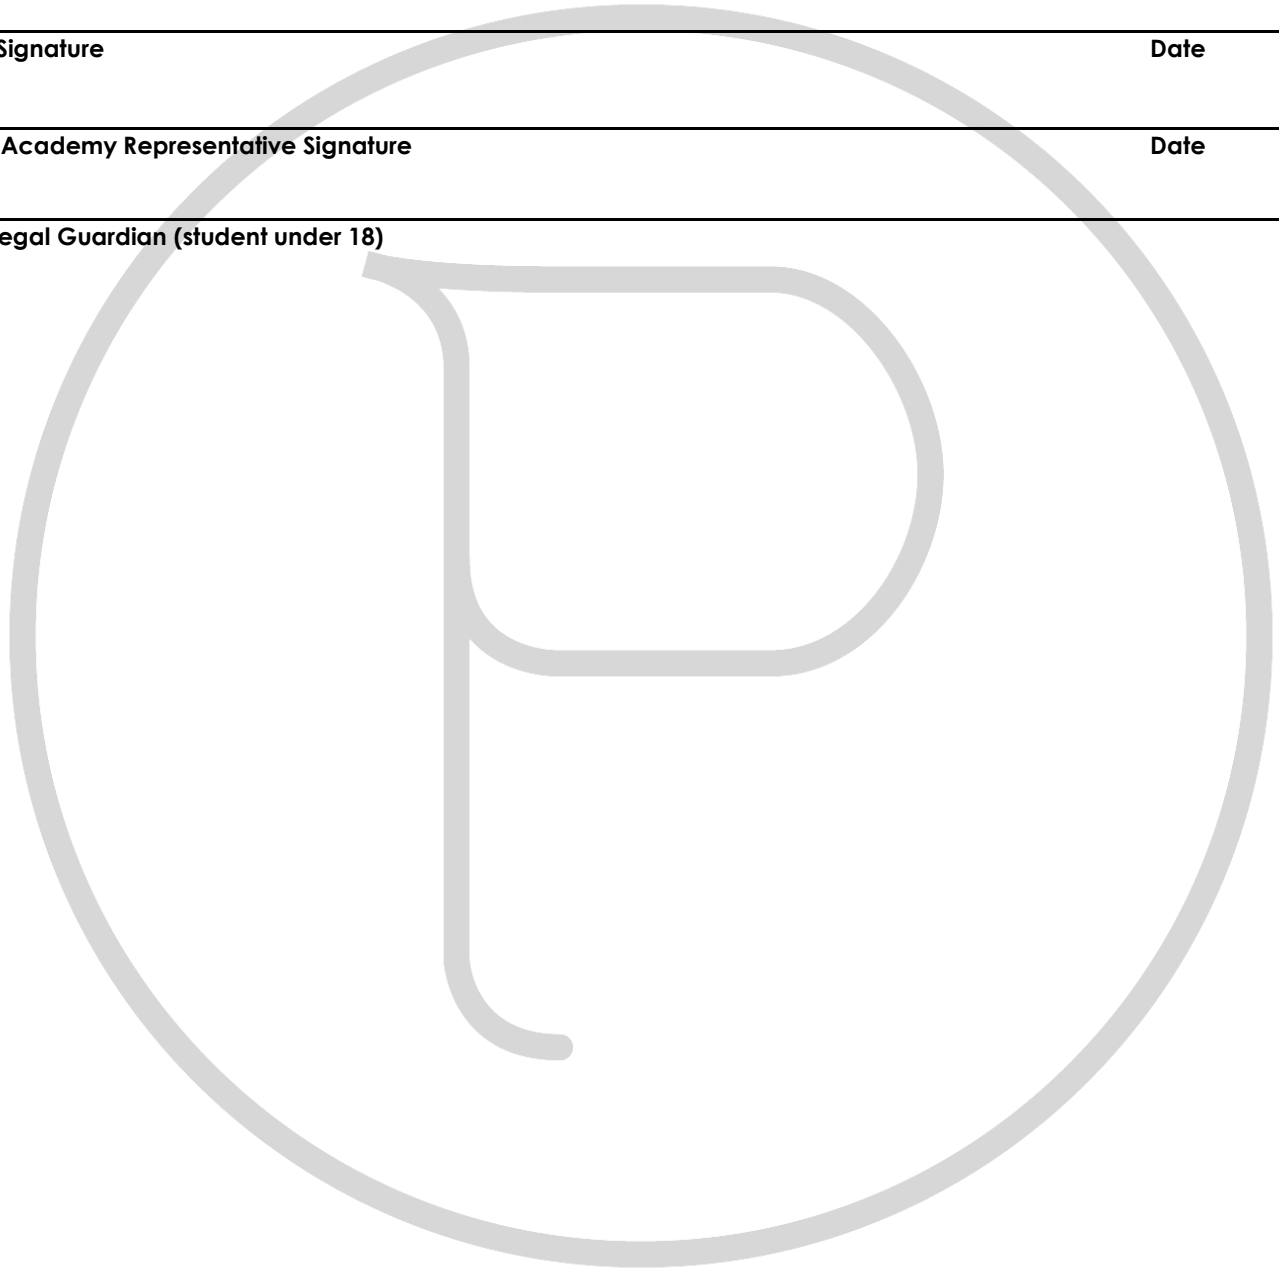 Signature Date
Academy Representative Signature Date
egal Guardian (student under 18)
P